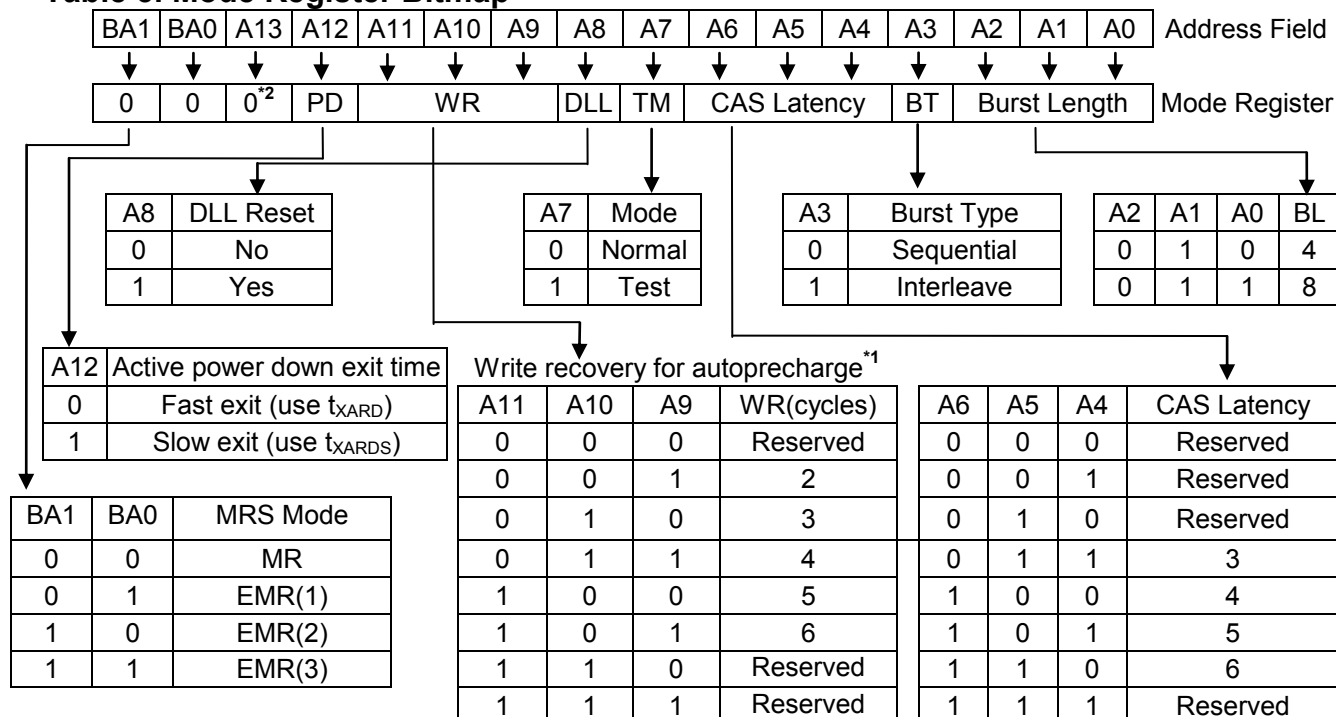 Table Mode Register Bitmap
BA1 BA0 A13 A12 A11 A10 A9 A8 A7 A6 A5 A4 A3 A2 A1 A0 Address Field
0 0 0*2 PD WR DLL TM CAS Latency BT Burst Length Mode Register
A8 DLL Reset
0 No
1 Yes
A7 Mode
0 Normal
1 Test
A3 Burst Type
0 Sequential
1 Interleave
A2 A1 A0 BL
0 1 0 4
0 1 1 8
A12 Active power down exit time
0 Fast exit (use tXARD)
1 Slow exit (use tXARDS)
BA1 BA0 MRS Mode
0 0 MR
0 1 EMR(1)
1 0 EMR(2)
1 1 EMR(3)
Write recovery for autoprecharge*1
A11 A10 A9 WR(cycles)
0 0 0 Reserved
0 0 1 2
0 1 0 3
0 1 1 4
1 0 0 5
1 0 1 6
1 1 0 Reserved
1 1 1 Reserved
A6 A5 A4 CAS Latency
0 0 0 Reserved
0 0 1 Reserved
0 1 0 Reserved
0 1 1 3
1 0 0 4
1 0 1 5
1 1 0 6
1 1 1 Reserved